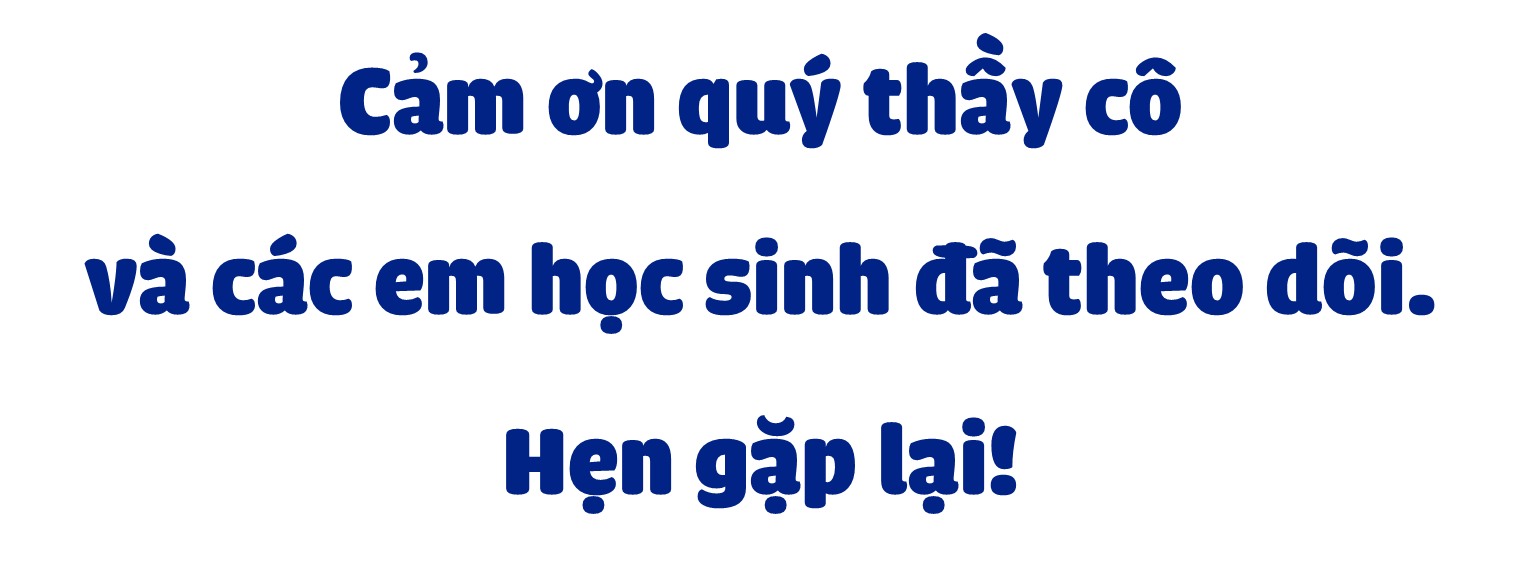 Cảm ơn quý thầy cô
và các em học sinh đã theo dõi.
Hẹn gặp lại!